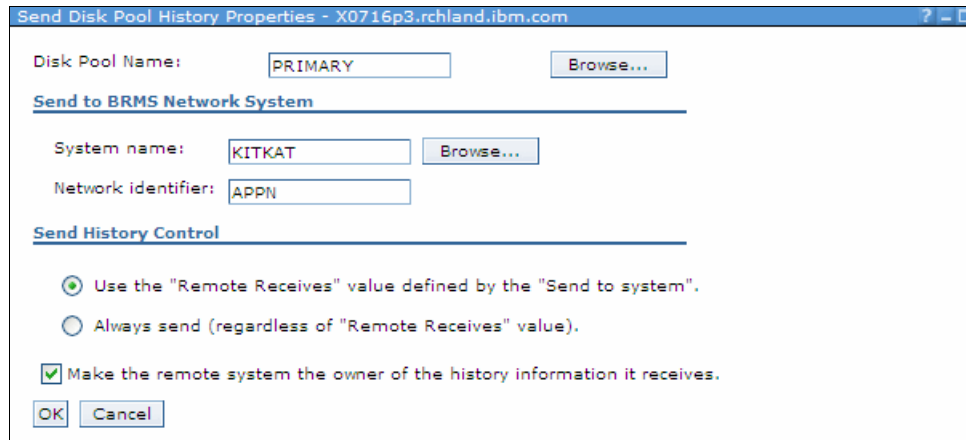 Send Disk Pool History Properties - X0716p3.rchland.ibm.com ?
Disk Pool Name: PRIMARY Browse...
Send to BRMS Network System
System name: KITKAT Browse...
Network identifier: APPN
Send History Control
Use the "Remote Receives" value defined by the "Send to system".
Always send (regardless of "Remote Receives" value).
Make the remote system the owner of the history information it receives.
OK Cancel